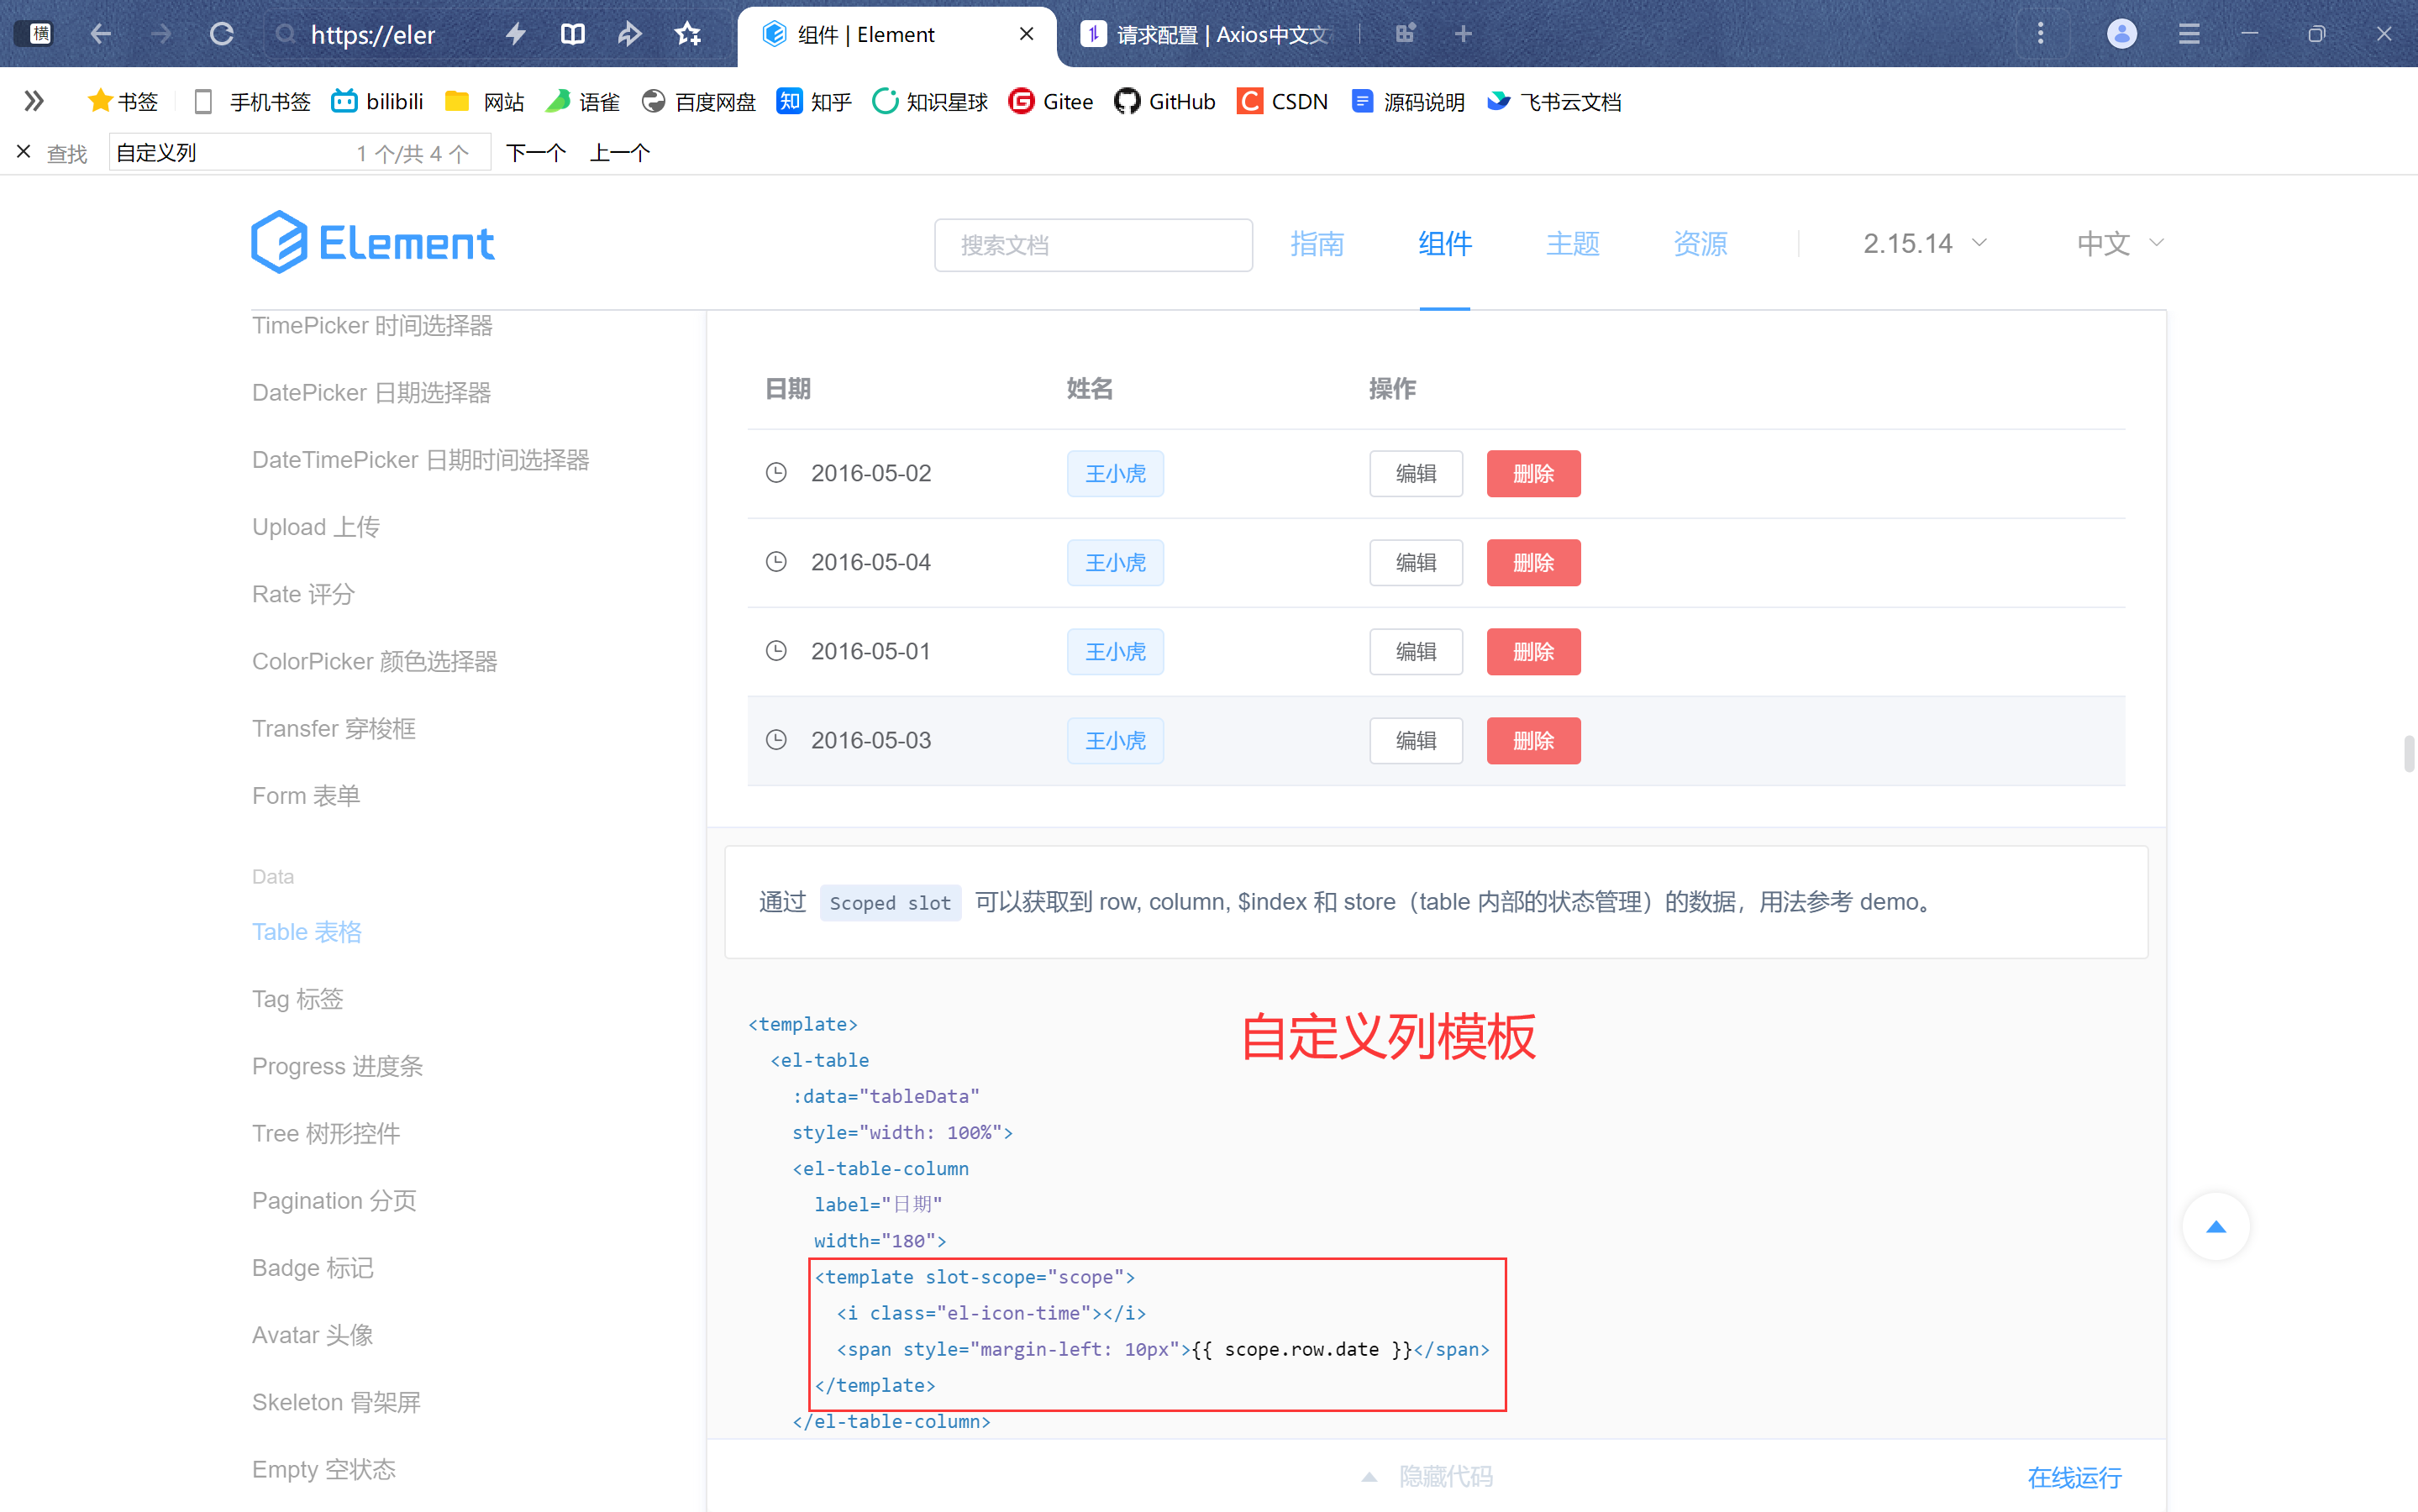 横 https://eler 组件 | Element 请求配置 | Axios中文文
书签 手机书签 bilibili 网站 语雀 百度网盘 知乎 知识星球 Gitee GitHub CSDN 源码说明 飞书云文档
查找 自定义列 1 个/共 4 个 下一个 上一个
Element 搜索文档 指南 组件 主题 资源 2.15.14 中文
TimePicker 时间选择器
DatePicker 日期选择器
DateTimePicker 日期时间选择器
Upload 上传
Rate 评分
ColorPicker 颜色选择器
Transfer 穿梭框
Form 表单
Data
Table 表格
Tag 标签
Progress 进度条
Tree 树形控件
Pagination 分页
Badge 标记
Avatar 头像
Skeleton 骨架屏
Empty 空状态
日期 姓名 操作
2016-05-02 王小虎 编辑 删除
2016-05-04 王小虎 编辑 删除
2016-05-01 王小虎 编辑 删除
2016-05-03 王小虎 编辑 删除
通过 Scoped slot 可以获取到 row, column, $index 和 store（table 内部的状态管理）的数据，用法参考 demo。
自定义列模板
<template>
<el-table
:data="tableData"
style="width: 100%">
<el-table-column
label="日期"
width="180">
<template slot-scope="scope">
<i class="el-icon-time"></i>
<span style="margin-left: 10px">{{ scope.row.date }}</span>
</template>
</el-table-column>
隐藏代码 在线运行